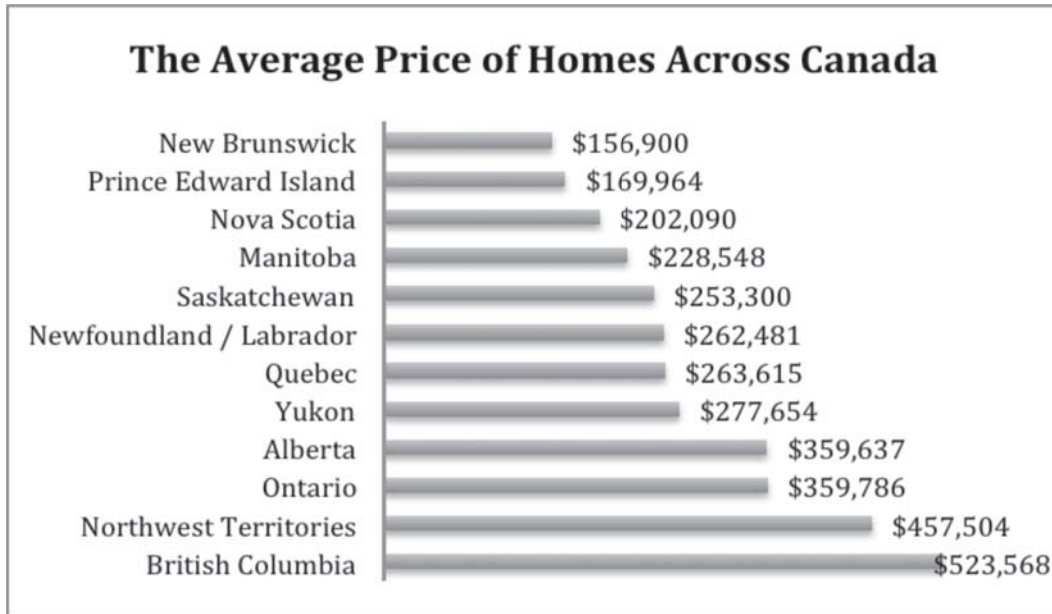 The Average Price of Homes Across Canada
New Brunswick $156,900
Prince Edward Island $169,964
Nova Scotia $202,090
Manitoba $228,548
Saskatchewan $253,300
Newfoundland / Labrador $262,481
Quebec $263,615
Yukon $277,654
Alberta $359,637
Ontario $359,786
Northwest Territories $457,504
British Columbia $523,568